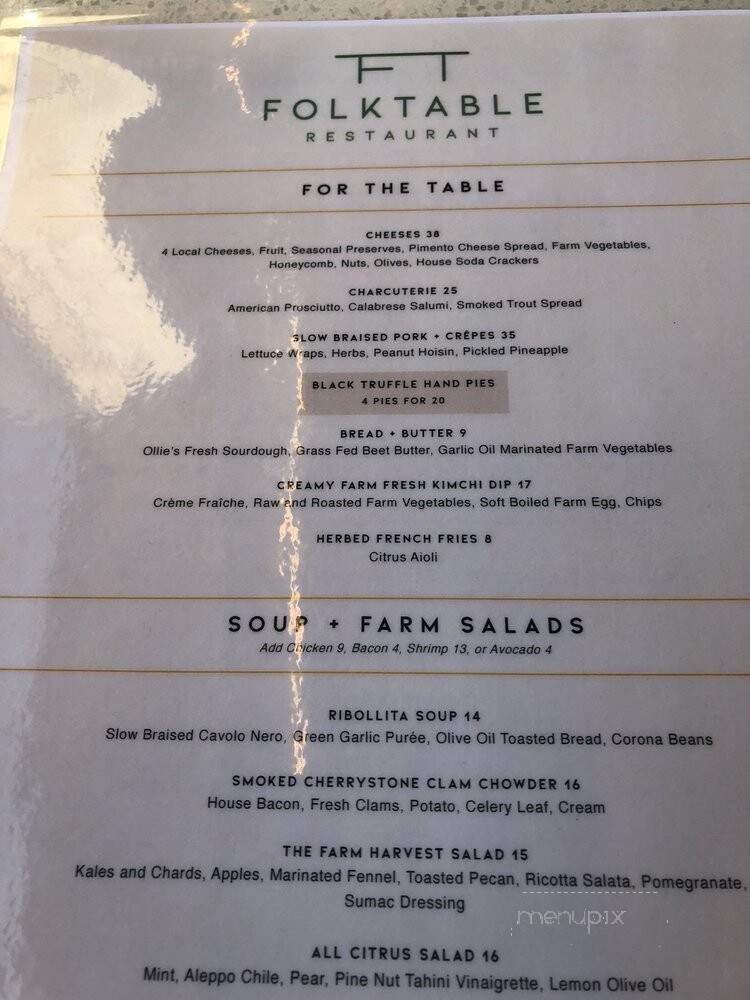 FT
FOLKTABLE
RESTAURANT
FOR THE TABLE
CHEESES 38
4 Local Cheeses, Fruit, Seasonal Preserves, Pimento Cheese Spread, Farm Vegetables,
Honeycomb, Nuts, Olives, House Soda Crackers
CHARCUTERIE 25
American Prosciutto, Calabrese Salumi, Smoked Trout Spread
SLOW BRAISED PORK + CRÊPES 35
Lettuce Wraps, Herbs, Peanut Hoisin, Pickled Pineapple
BLACK TRUFFLE HAND PIES
4 PIES FOR 20
BREAD + BUTTER 9
Ollie's Fresh Sourdough, Grass Fed Beet Butter, Garlic Oil Marinated Farm Vegetables
CREAMY FARM FRESH KIMCHI DIP 17
Crème Fraîche, Raw and Roasted Farm Vegetables, Soft Boiled Farm Egg, Chips
HERBED FRENCH FRIES 8
Citrus Aioli
SOUP + FARM SALADS
Add Chicken 9, Bacon 4, Shrimp 13, or Avocado 4
RIBOLLITA SOUP 14
Slow Braised Cavolo Nero, Green Garlic Purée, Olive Oil Toasted Bread, Corona Beans
SMOKED CHERRYSTONE CLAM CHOWDER 16
House Bacon, Fresh Clams, Potato, Celery Leaf, Cream
THE FARM HARVEST SALAD 15
Kales and Chards, Apples, Marinated Fennel, Toasted Pecan, Ricotta Salata, Pomegranate,
Sumac Dressing
menupix
ALL CITRUS SALAD 16
Mint, Aleppo Chile, Pear, Pine Nut Tahini Vinaigrette, Lemon Olive Oil